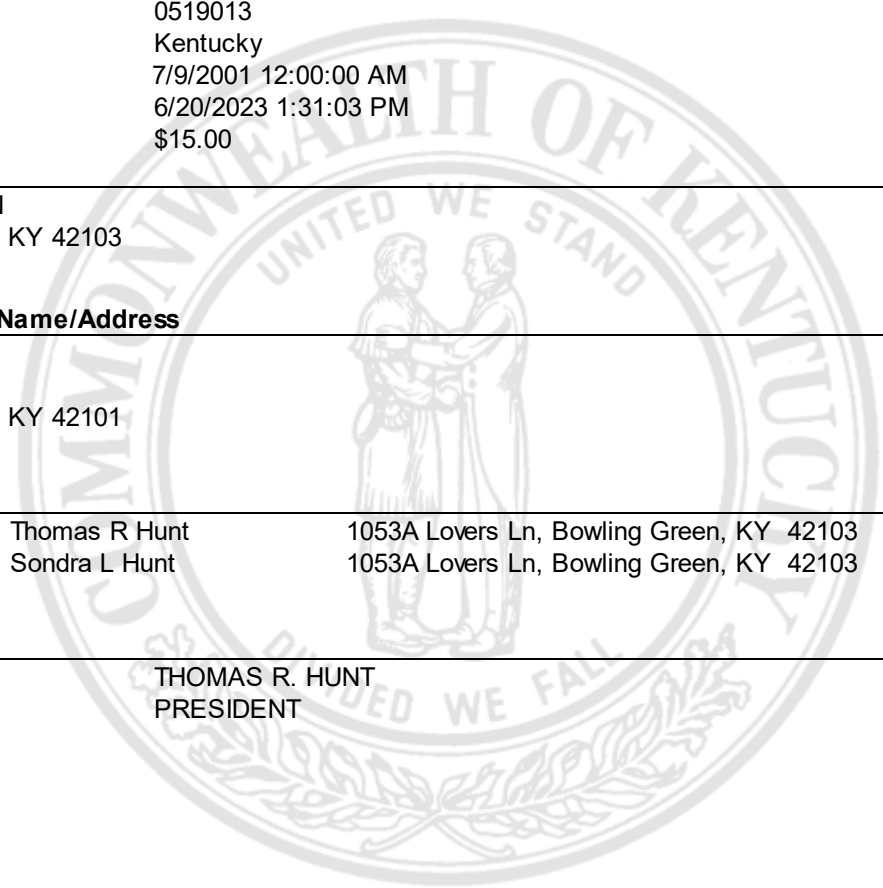 0519013
Kentucky
7/9/2001 12:00:00 AM
6/20/2023 1:31:03 PM
$15.00
KY 42103
Name/Address
KY 42101
Thomas R Hunt 1053A Lovers Ln, Bowling Green, KY 42103
Sondra L Hunt 1053A Lovers Ln, Bowling Green, KY 42103
THOMAS R. HUNT
PRESIDENT
COMMONWEALTH OF KENTUCKY
UNITED WE STAND
DIVIDED WE FALL